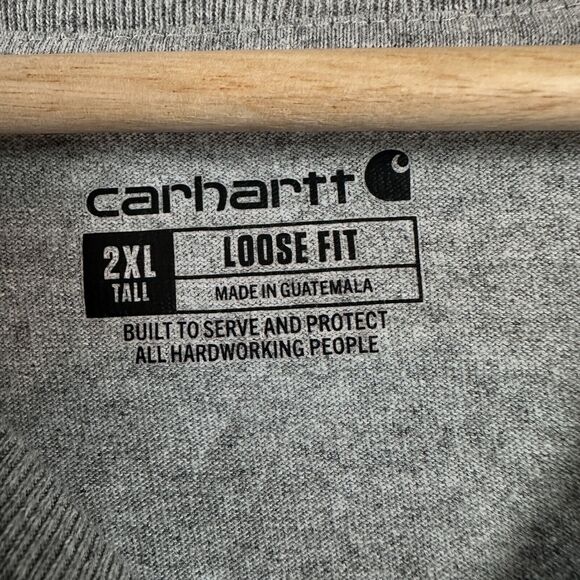 carhartt
2XL
TALL
LOOSE FIT
MADE IN GUATEMALA
BUILT TO SERVE AND PROTECT
ALL HARDWORKING PEOPLE